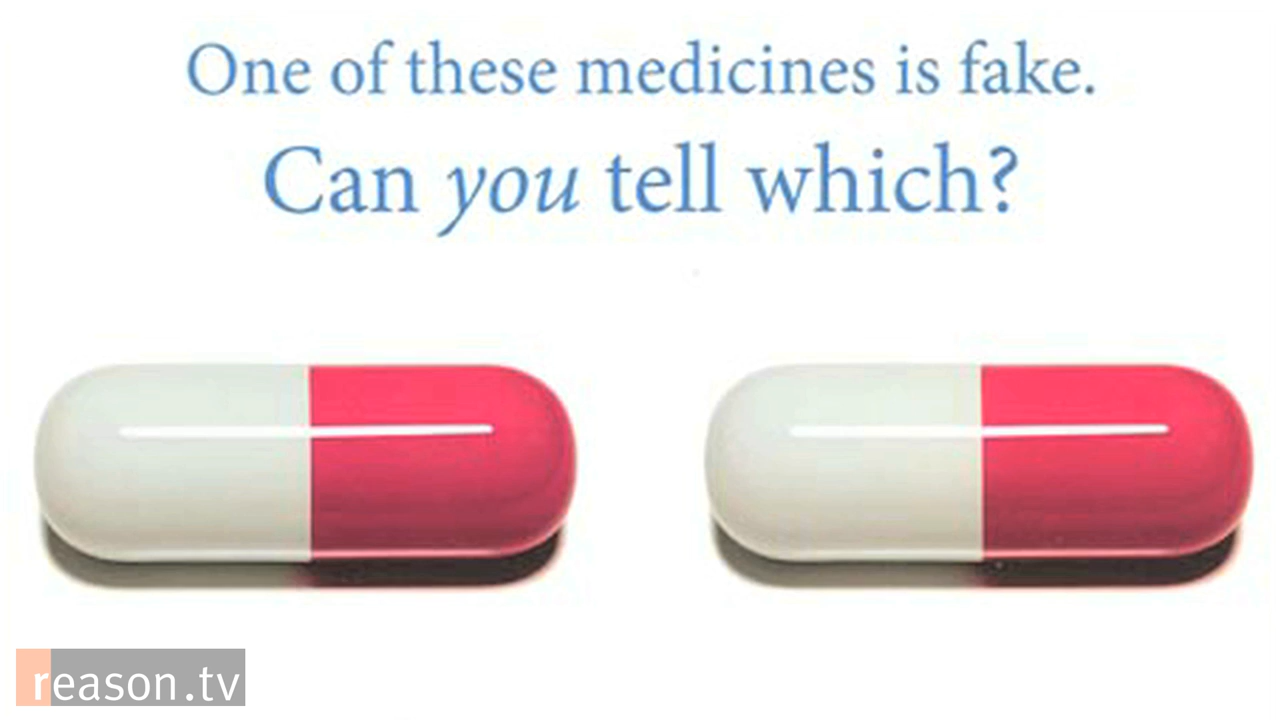 One of these medicines is fake.
Can you tell which?
reason.tv